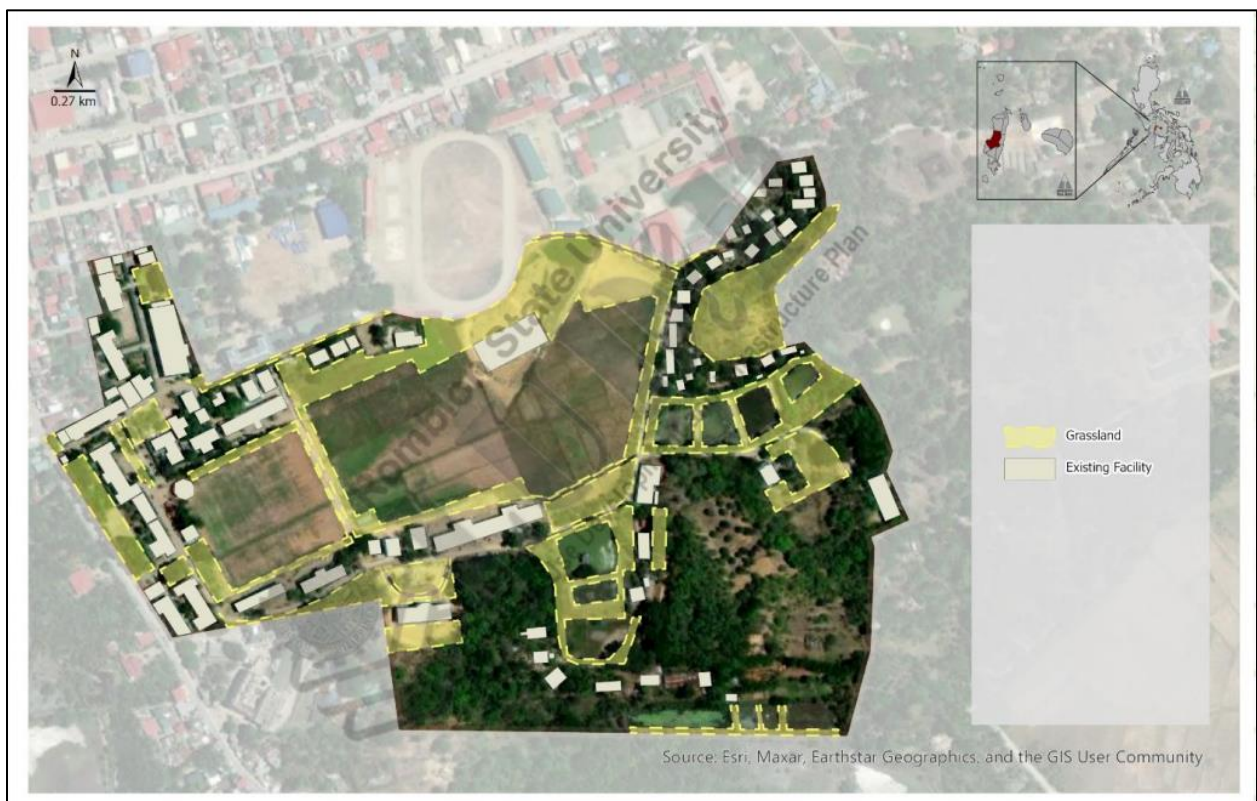 N
0.27 km
Romblon State University
Infrastructure Plan
Grassland
Existing Facility
Source: Esri, Maxar, Earthstar Geographics, and the GIS User Community